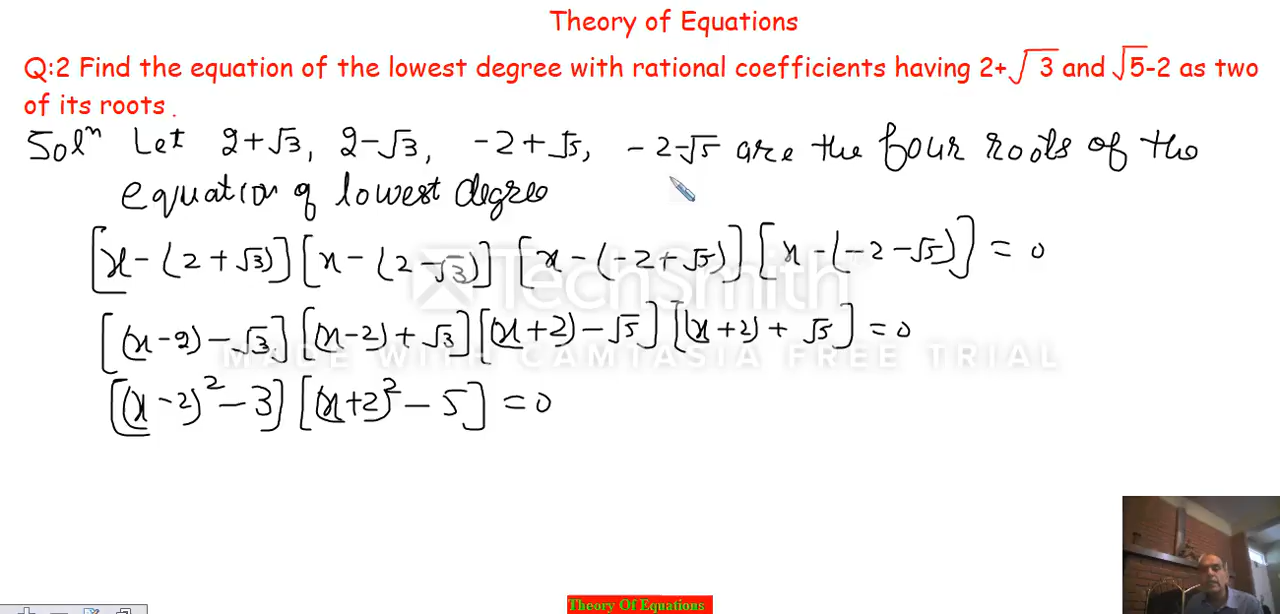 Theory of Equations
Q:2 Find the equation of the lowest degree with rational coefficients having 2+√3 and √5-2 as two
of its roots.
Solⁿ Let 2+√3, 2-√3, -2+√5, -2-√5 are the four roots of the
equation of lowest degree
[x-(2+√3)][x-(2-√3)][x-(-2+√5)][x-(-2-√5)]=0
TechSmith
[(x-2)-√3][(x-2)+√3][(x+2)-√5][(x+2)+√5]=0
MADE WITH CAMTASIA FREE TRIAL
[(x-2)²-3][(x+2)²-5]=0
Theory Of Equations